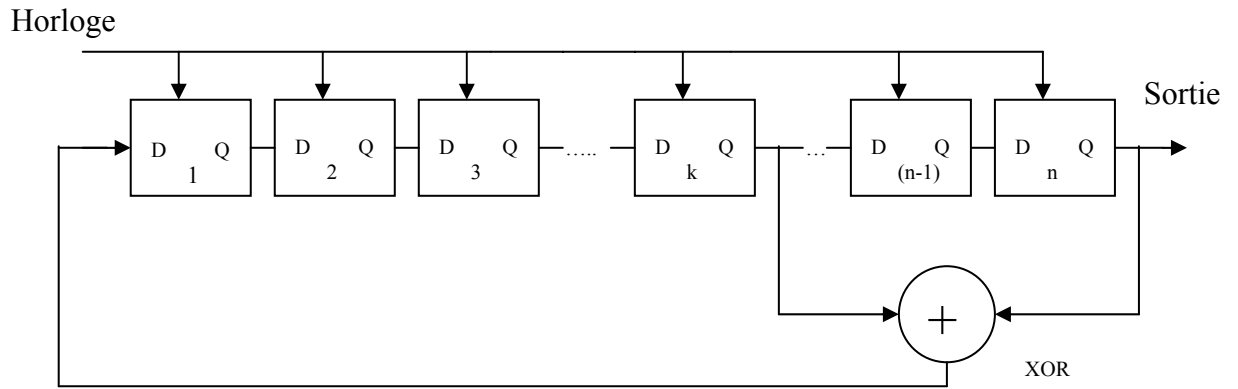 Horloge
Sortie
D Q D Q D Q ..... D Q ... D Q D Q
1 2 3 k (n-1) n
+
XOR